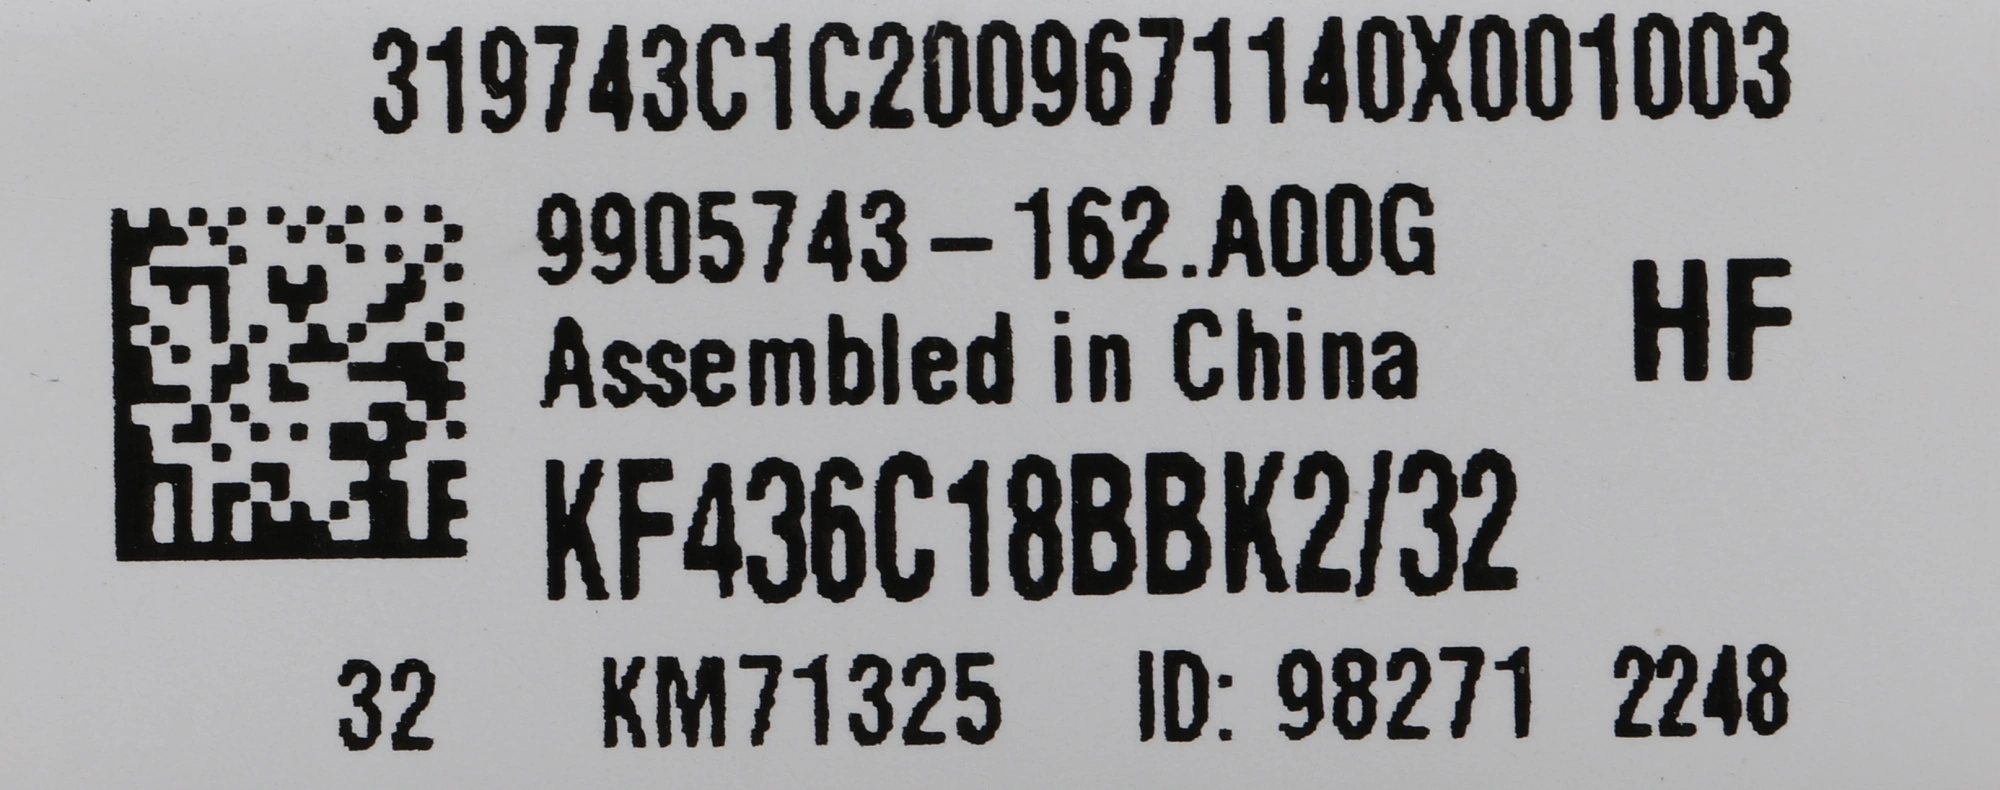 319743C1C2009671140X001003
9905743-162.A00G
HF
Assembled in China
KF436C18BBK2/32
32 KM71325 ID: 98271 2248